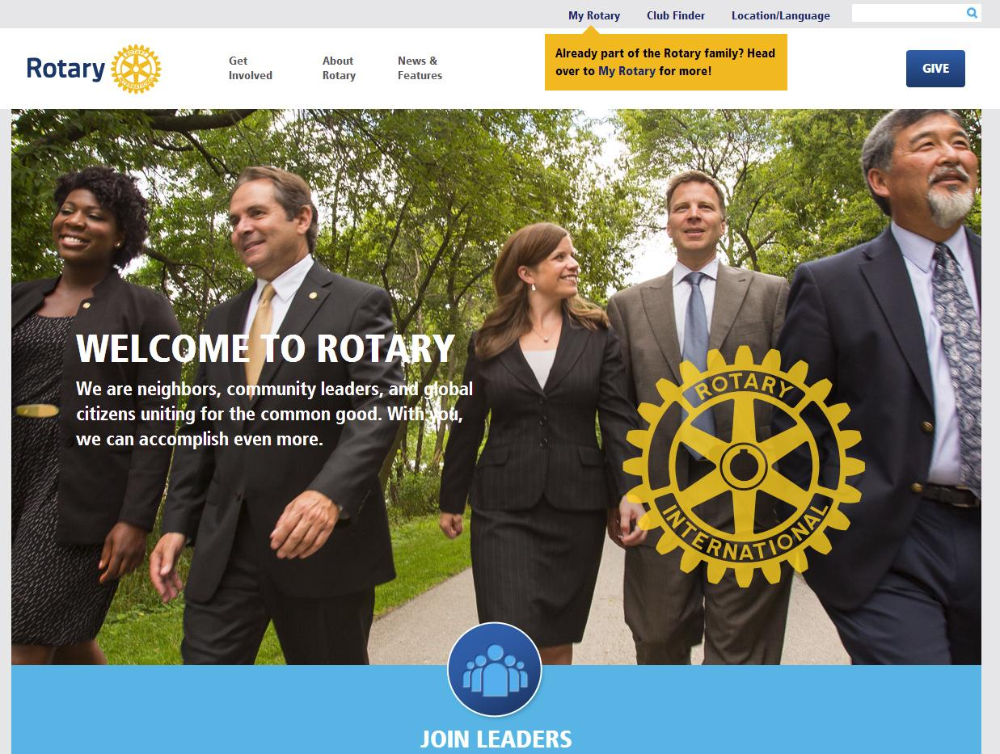 My Rotary
Club Finder
Location/Language
Rotary
ROTARY
INTERNATIONAL
Get
Involved
About
Rotary
News &
Features
Already part of the Rotary family? Head
over to My Rotary for more!
GIVE
WELCOME TO ROTARY
We are neighbors, community leaders, and global
citizens uniting for the common good. With you,
we can accomplish even more.
ROTARY
INTERNATIONAL
JOIN LEADERS